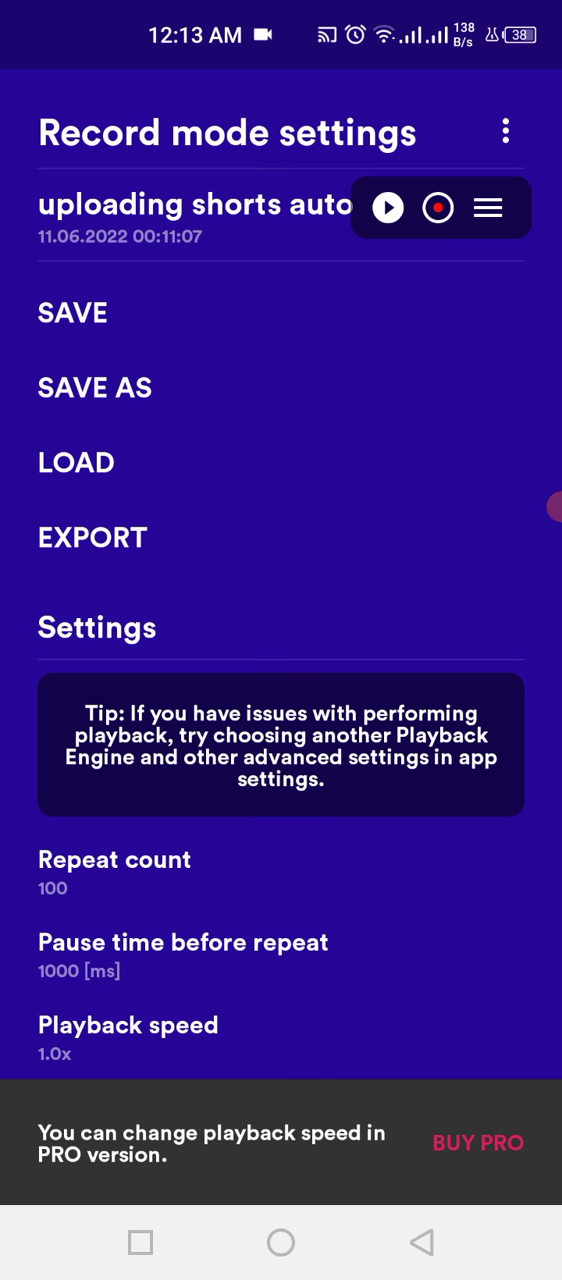 12:13 AM
138
B/s
38
Record mode settings
uploading shorts auto
11.06.2022 00:11:07
SAVE
SAVE AS
LOAD
EXPORT
Settings
Tip: If you have issues with performing
playback, try choosing another Playback
Engine and other advanced settings in app
settings.
Repeat count
100
Pause time before repeat
1000 [ms]
Playback speed
1.0x
You can change playback speed in
PRO version.
BUY PRO